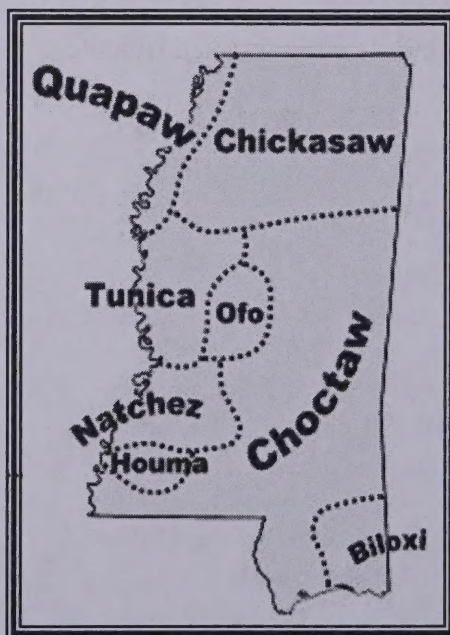 Quapaw
Chickasaw
Tunica
Ofo
Choctaw
Natchez
Houma
Biloxi